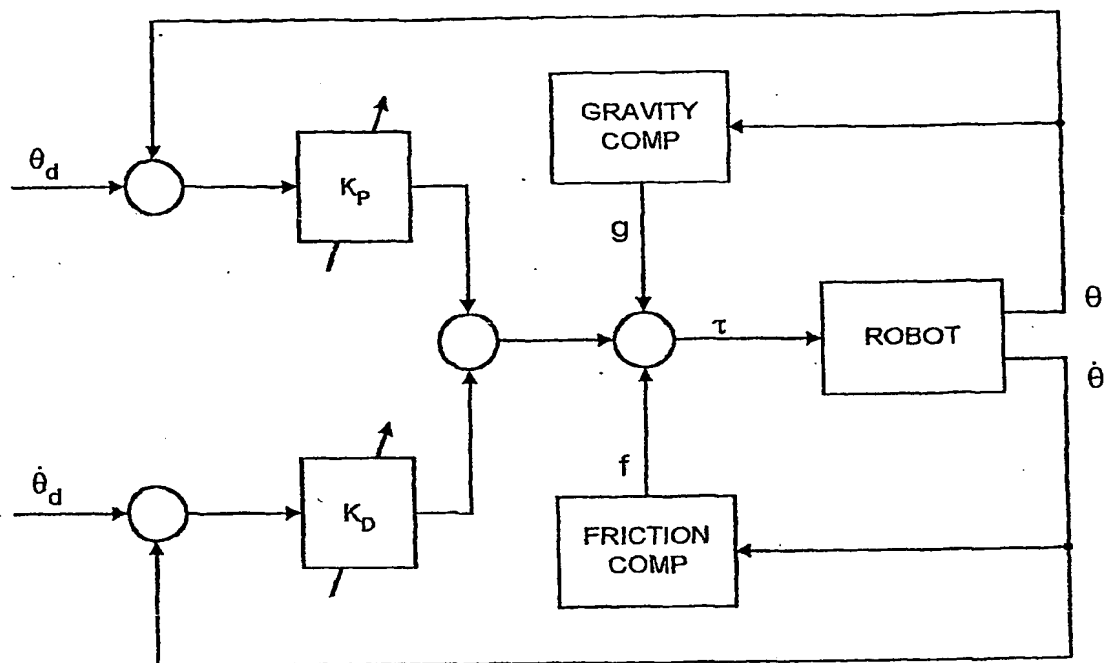 GRAVITY
COMP
θd
KP
g
τ
ROBOT
θ
θ̇
f
θ̇d
KD
FRICTION
COMP